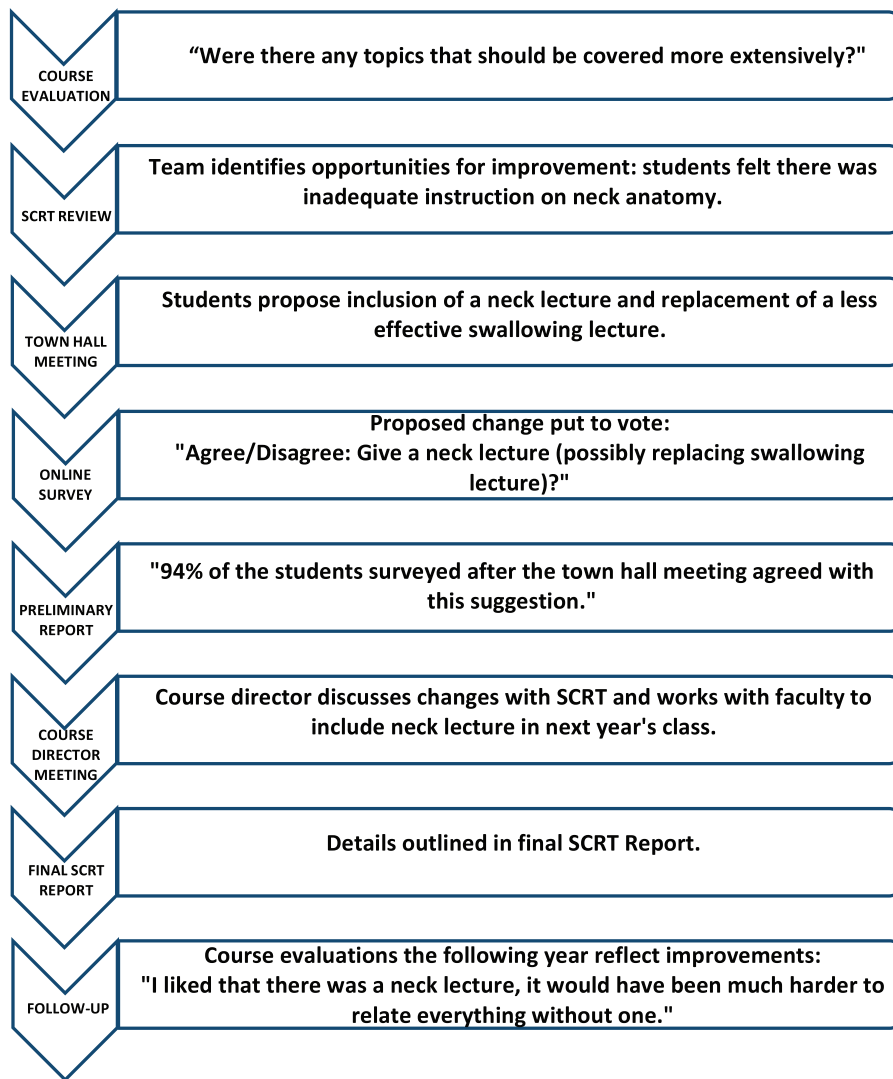 COURSE
EVALUATION
“Were there any topics that should be covered more extensively?"
SCRT REVIEW
Team identifies opportunities for improvement: students felt there was
inadequate instruction on neck anatomy.
TOWN HALL
MEETING
Students propose inclusion of a neck lecture and replacement of a less
effective swallowing lecture.
ONLINE
SURVEY
Proposed change put to vote:
"Agree/Disagree: Give a neck lecture (possibly replacing swallowing
lecture)?"
PRELIMINARY
REPORT
"94% of the students surveyed after the town hall meeting agreed with
this suggestion."
COURSE
DIRECTOR
MEETING
Course director discusses changes with SCRT and works with faculty to
include neck lecture in next year's class.
FINAL SCRT
REPORT
Details outlined in final SCRT Report.
FOLLOW-UP
Course evaluations the following year reflect improvements:
"I liked that there was a neck lecture, it would have been much harder to
relate everything without one."